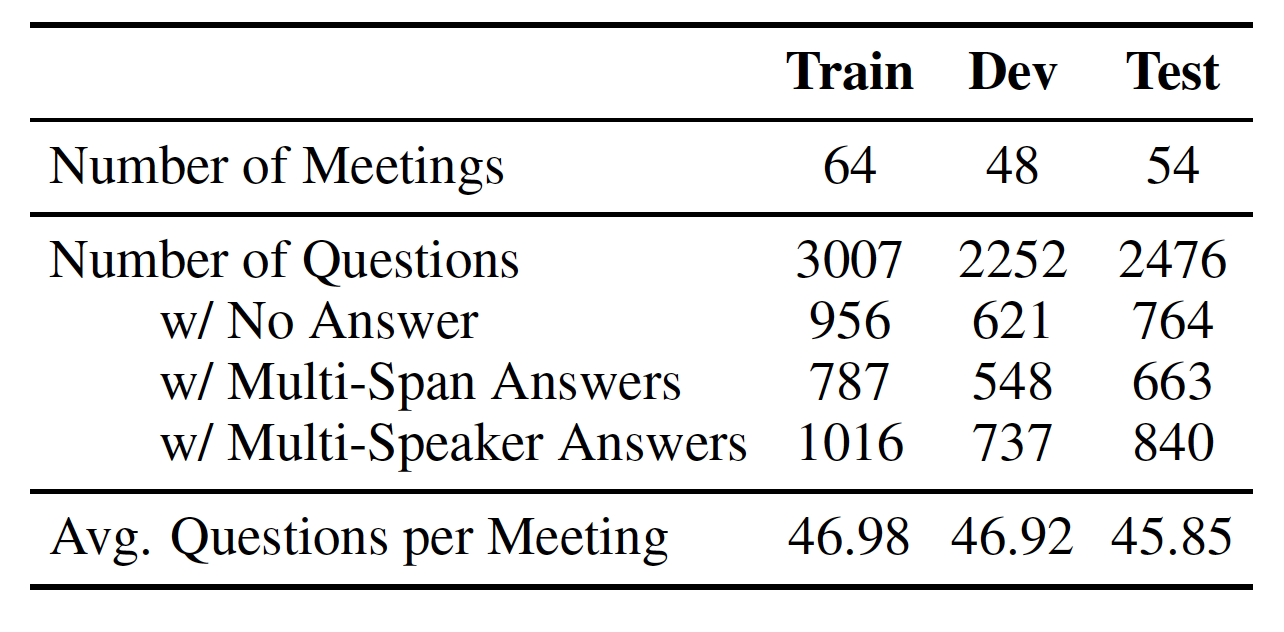 Train Dev Test
Number of Meetings 64 48 54
Number of Questions 3007 2252 2476
w/ No Answer 956 621 764
w/ Multi-Span Answers 787 548 663
w/ Multi-Speaker Answers 1016 737 840
Avg. Questions per Meeting 46.98 46.92 45.85